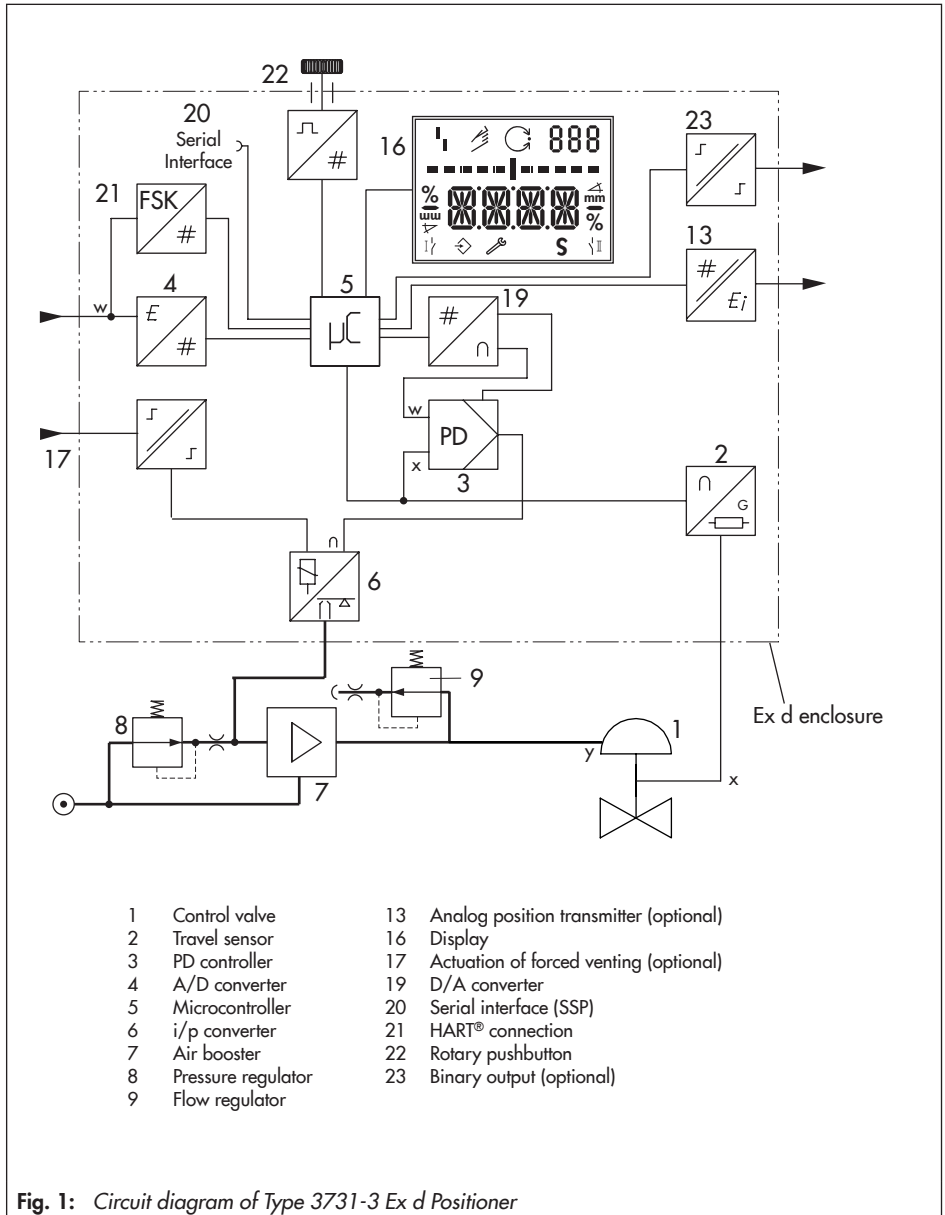 22
20
Serial
Interface
16
888
%
mm
mm
%
S
23
21
FSK
#
#
w
4
E
#
5
µC
19
#
13
#
Ei
17
w
PD
x
3
2
G
6
9
8
7
1
y
x
Ex d enclosure
1 Control valve
2 Travel sensor
3 PD controller
4 A/D converter
5 Microcontroller
6 i/p converter
7 Air booster
8 Pressure regulator
9 Flow regulator
13 Analog position transmitter (optional)
16 Display
17 Actuation of forced venting (optional)
19 D/A converter
20 Serial interface (SSP)
21 HART® connection
22 Rotary pushbutton
23 Binary output (optional)
Fig. 1: Circuit diagram of Type 3731-3 Ex d Positioner